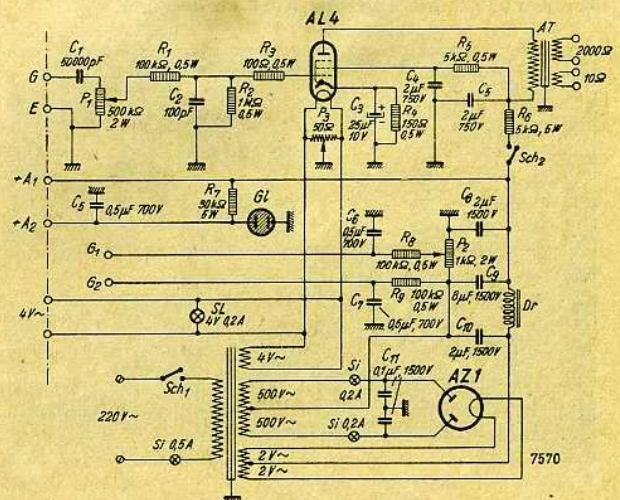 AL4
AT
C1
50000pF
R1
100kΩ, 0,5W
R3
100Ω, 0,5W
R5
5kΩ, 0,5W
2000Ω
10Ω
G
E
P1
500kΩ
2W
C2
100pF
R2
1MΩ
0,5W
P3
50Ω
C3
25µF
10V
R4
150Ω
0,5W
C4
2µF
750V
C5
2µF
750V
R6
5kΩ, 6W
Sch2
+A1
+A2
C5
0,5µF 700V
R7
6W
Gl
C6
0,5µF
700V
C8 2µF
1500V
G1
G2
R8
100kΩ, 0,5W
P2
1kΩ, 2W
R9 100kΩ
0,5W
C7
0,5µF, 700V
C9
8µF, 1500V
Dr
C10
2µF, 1500V
4V~
SL
4V 0,2A
4V~
Sch1
220V~
Si 0,5A
500V~
500V~
Si
0,2A
Si 0,2A
C11
0,1µF, 1500V
AZ1
2V~
2V~
7570